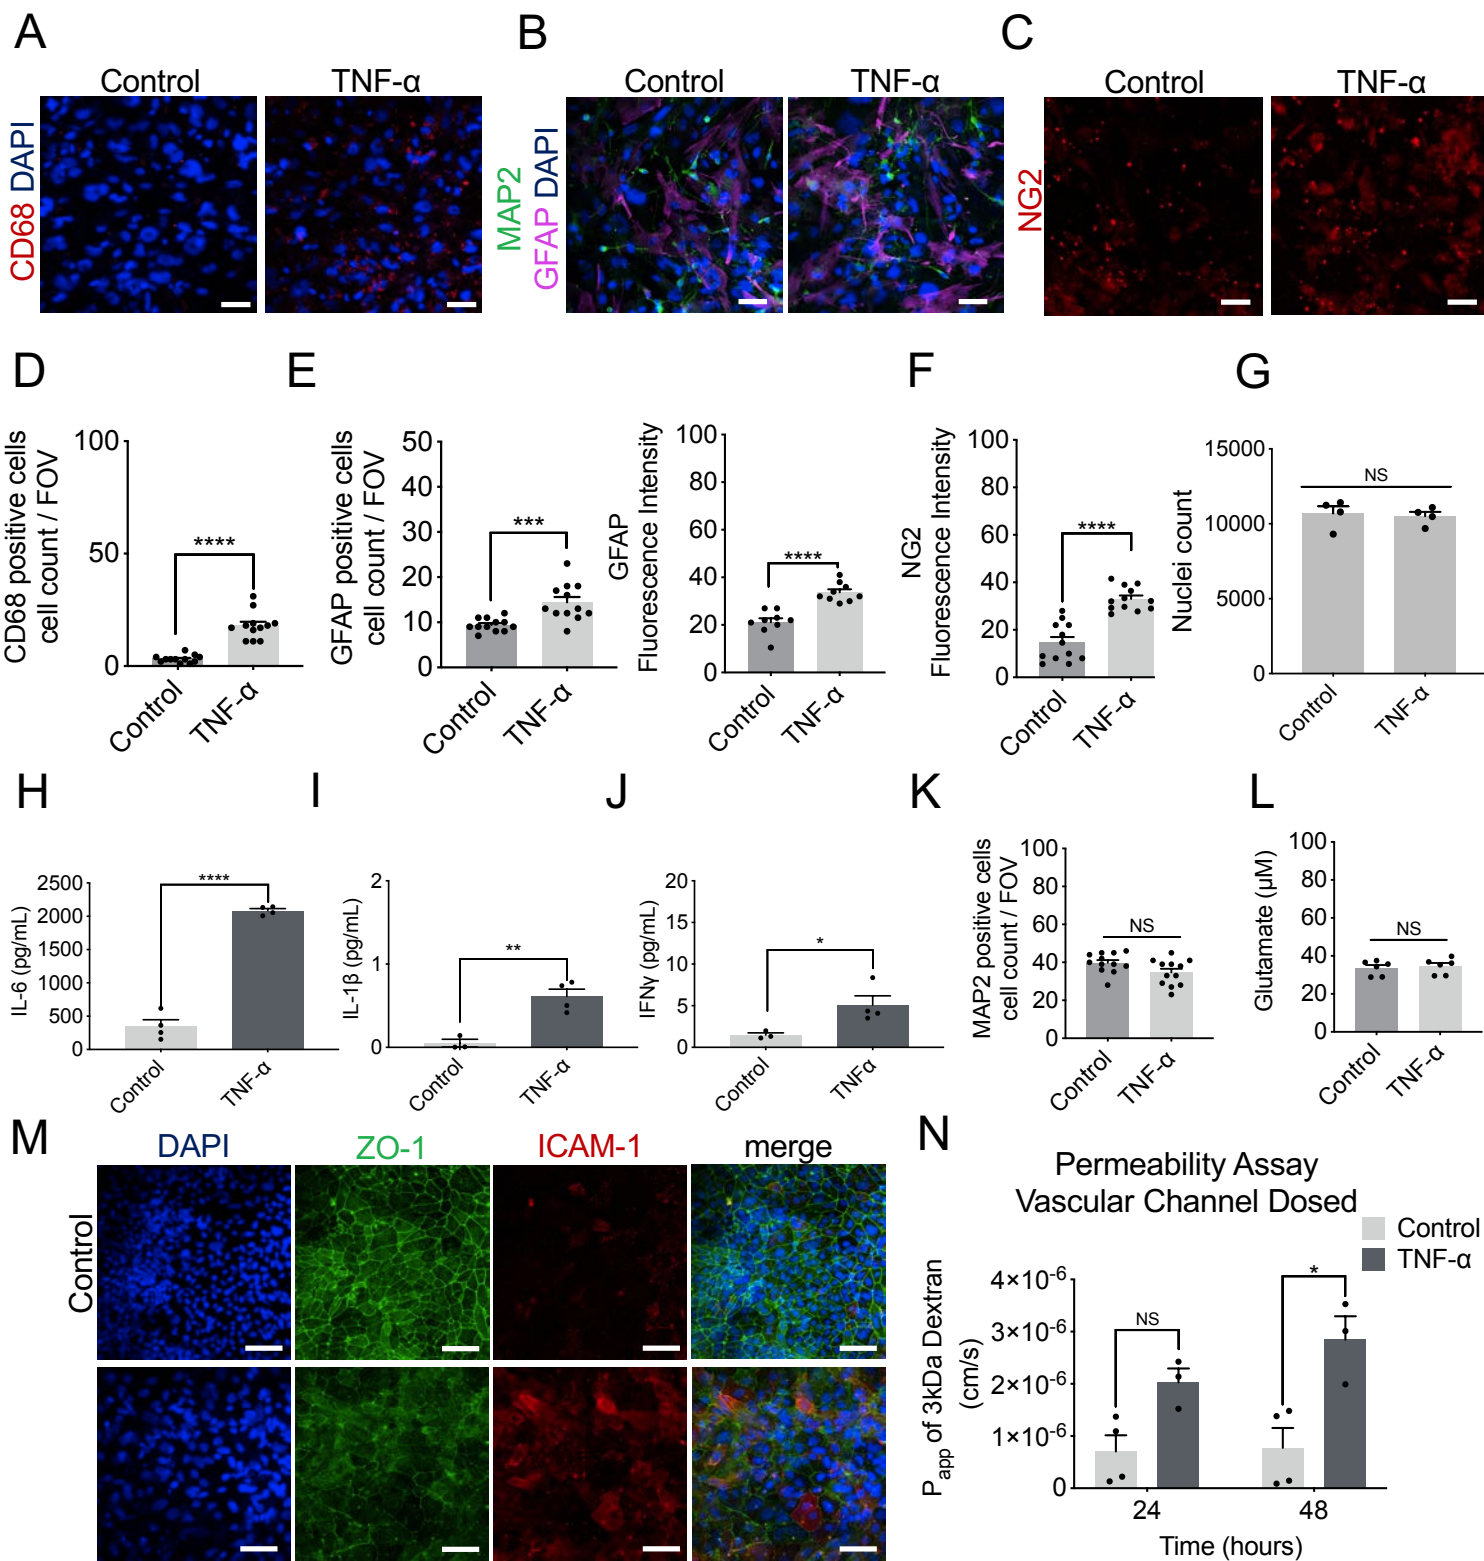 A
B
C
Control
TNF-α
Control
TNF-α
Control
TNF-α
CD68 DAPI
MAP2
GFAP DAPI
NG2
D
E
F
G
CD68 positive cells
cell count / FOV
100
50
0
****
Control
TNF-α
GFAP positive cells
cell count / FOV
50
40
30
20
10
0
***
Control
TNF-α
GFAP
Fluorescence Intensity
100
80
60
40
20
0
****
Control
TNF-α
NG2
Fluorescence Intensity
100
80
60
40
20
0
****
Control
TNF-α
Nuclei count
15000
10000
5000
0
NS
Control
TNF-α
H
I
J
K
L
IL-6 (pg/mL)
2500
2000
1500
1000
500
0
****
Control
TNF-α
IL-1β (pg/mL)
2
1
0
**
Control
TNF-α
IFNγ (pg/mL)
20
15
10
5
0
*
Control
TNFα
MAP2 positive cells
cell count / FOV
100
80
60
40
20
0
NS
Control
TNF-α
Glutamate (µM)
100
80
60
40
20
0
NS
Control
TNF-α
M
DAPI
ZO-1
ICAM-1
merge
Control
N
Permeability Assay
Vascular Channel Dosed
Control
TNF-α
Papp of 3kDa Dextran
(cm/s)
4×10-6
3×10-6
2×10-6
1×10-6
0
NS
*
24
48
Time (hours)